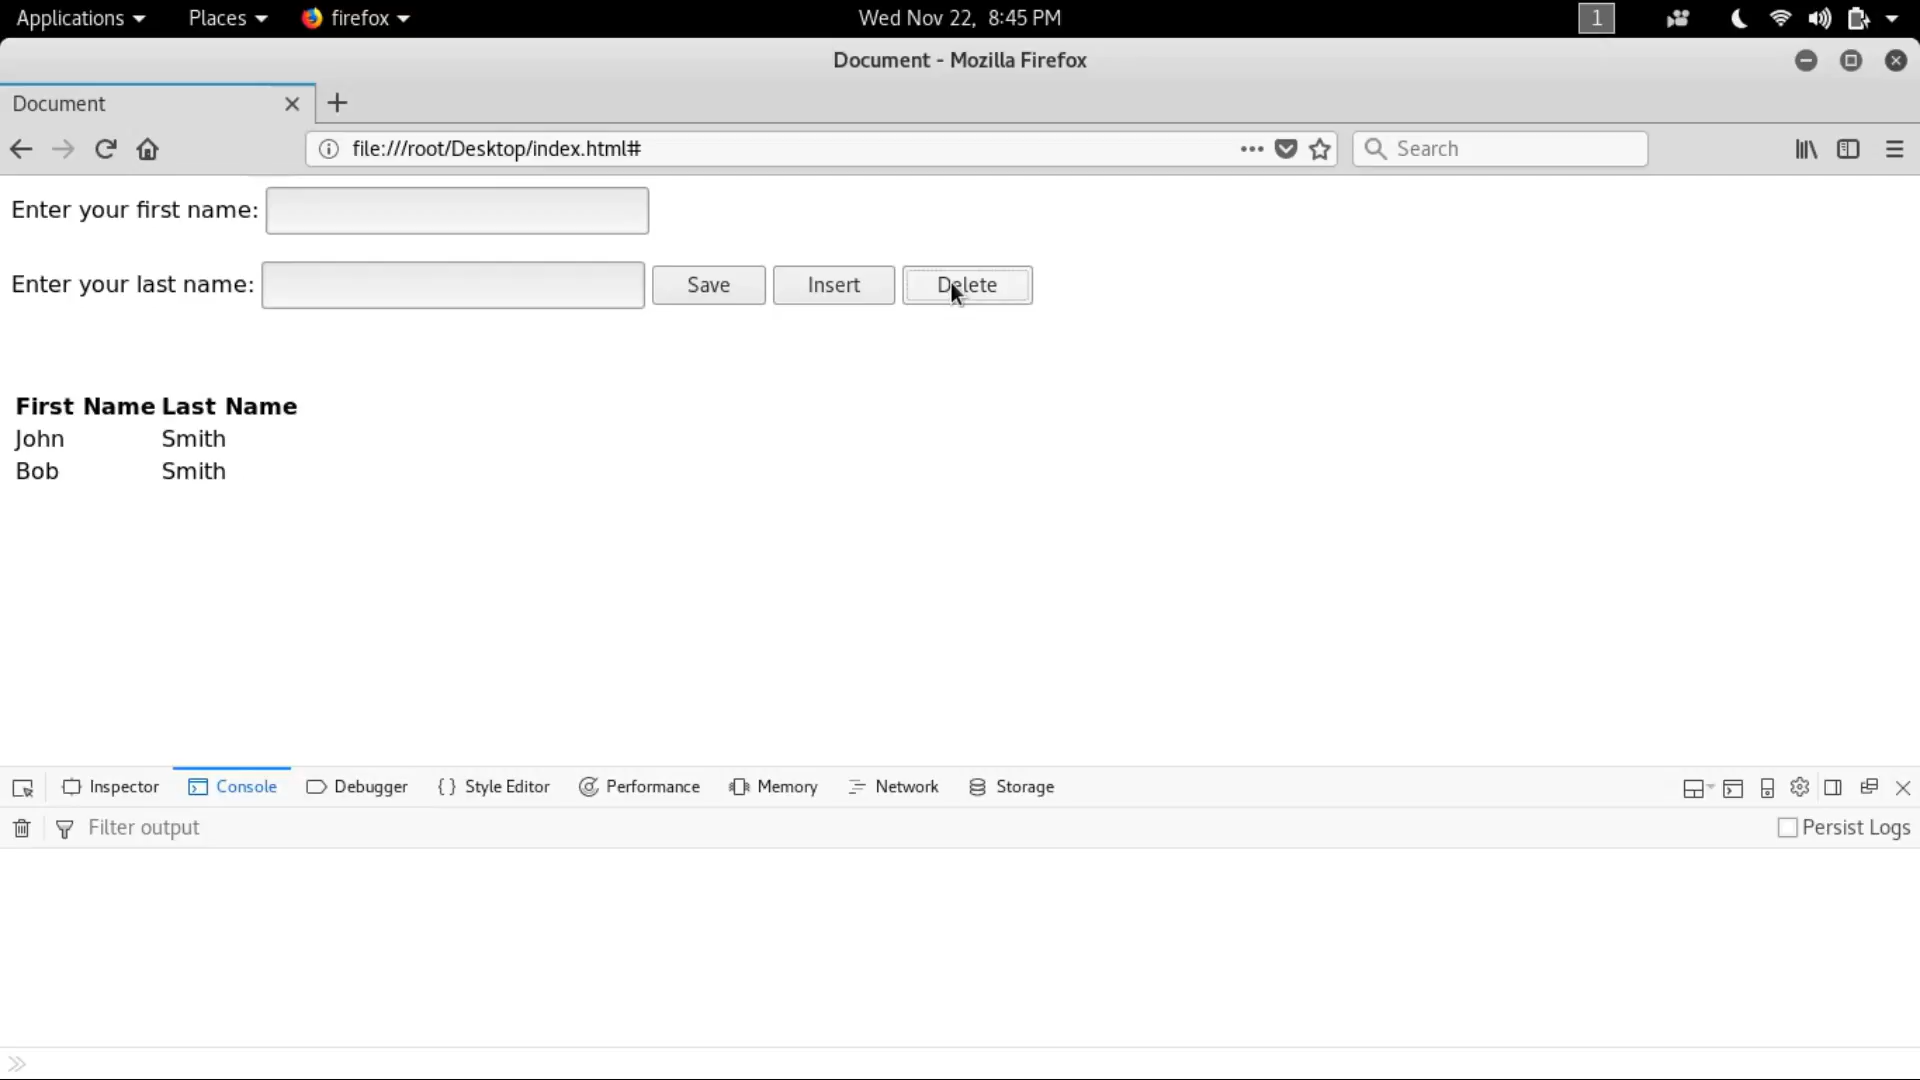 Applications Places firefox Wed Nov 22, 8:45 PM 1
Document - Mozilla Firefox
Document
file:///root/Desktop/index.html# Search
Enter your first name:
Enter your last name: Save Insert Delete
First Name Last Name
John Smith
Bob Smith
Inspector Console Debugger { } Style Editor Performance Memory Network Storage
Filter output Persist Logs